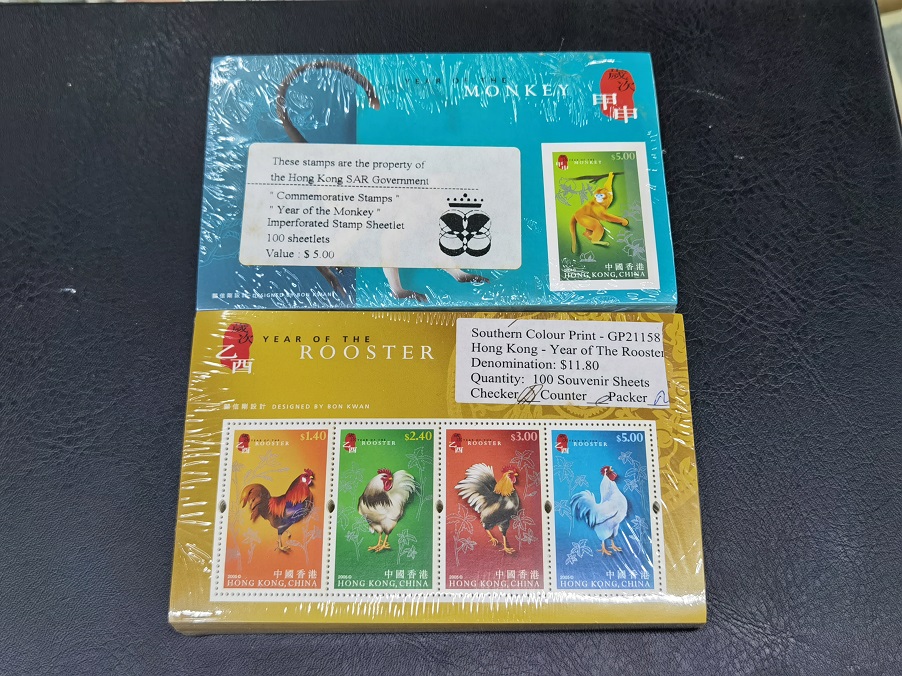 YEAR OF THE
MONKEY
歲次
甲申
These stamps are the property of
the Hong Kong SAR Government
" Commemorative Stamps "
" Year of the Monkey "
Imperforated Stamp Sheetlet
100 sheetlets
Value : $ 5.00
$5.00
MONKEY
中國香港
HONG KONG, CHINA
DESIGNED BY BON KWAN
歲次
乙酉
YEAR OF THE
ROOSTER
設計 DESIGNED BY BON KWAN
Southern Colour Print - GP21158
Hong Kong - Year of The Rooster
Denomination: $11.80
Quantity: 100 Souvenir Sheets
Checker Counter Packer
$1.40
ROOSTER
中國香港
HONG KONG, CHINA
$2.40
ROOSTER
中國香港
HONG KONG, CHINA
$3.00
ROOSTER
中國香港
HONG KONG, CHINA
$5.00
ROOSTER
中國香港
HONG KONG, CHINA